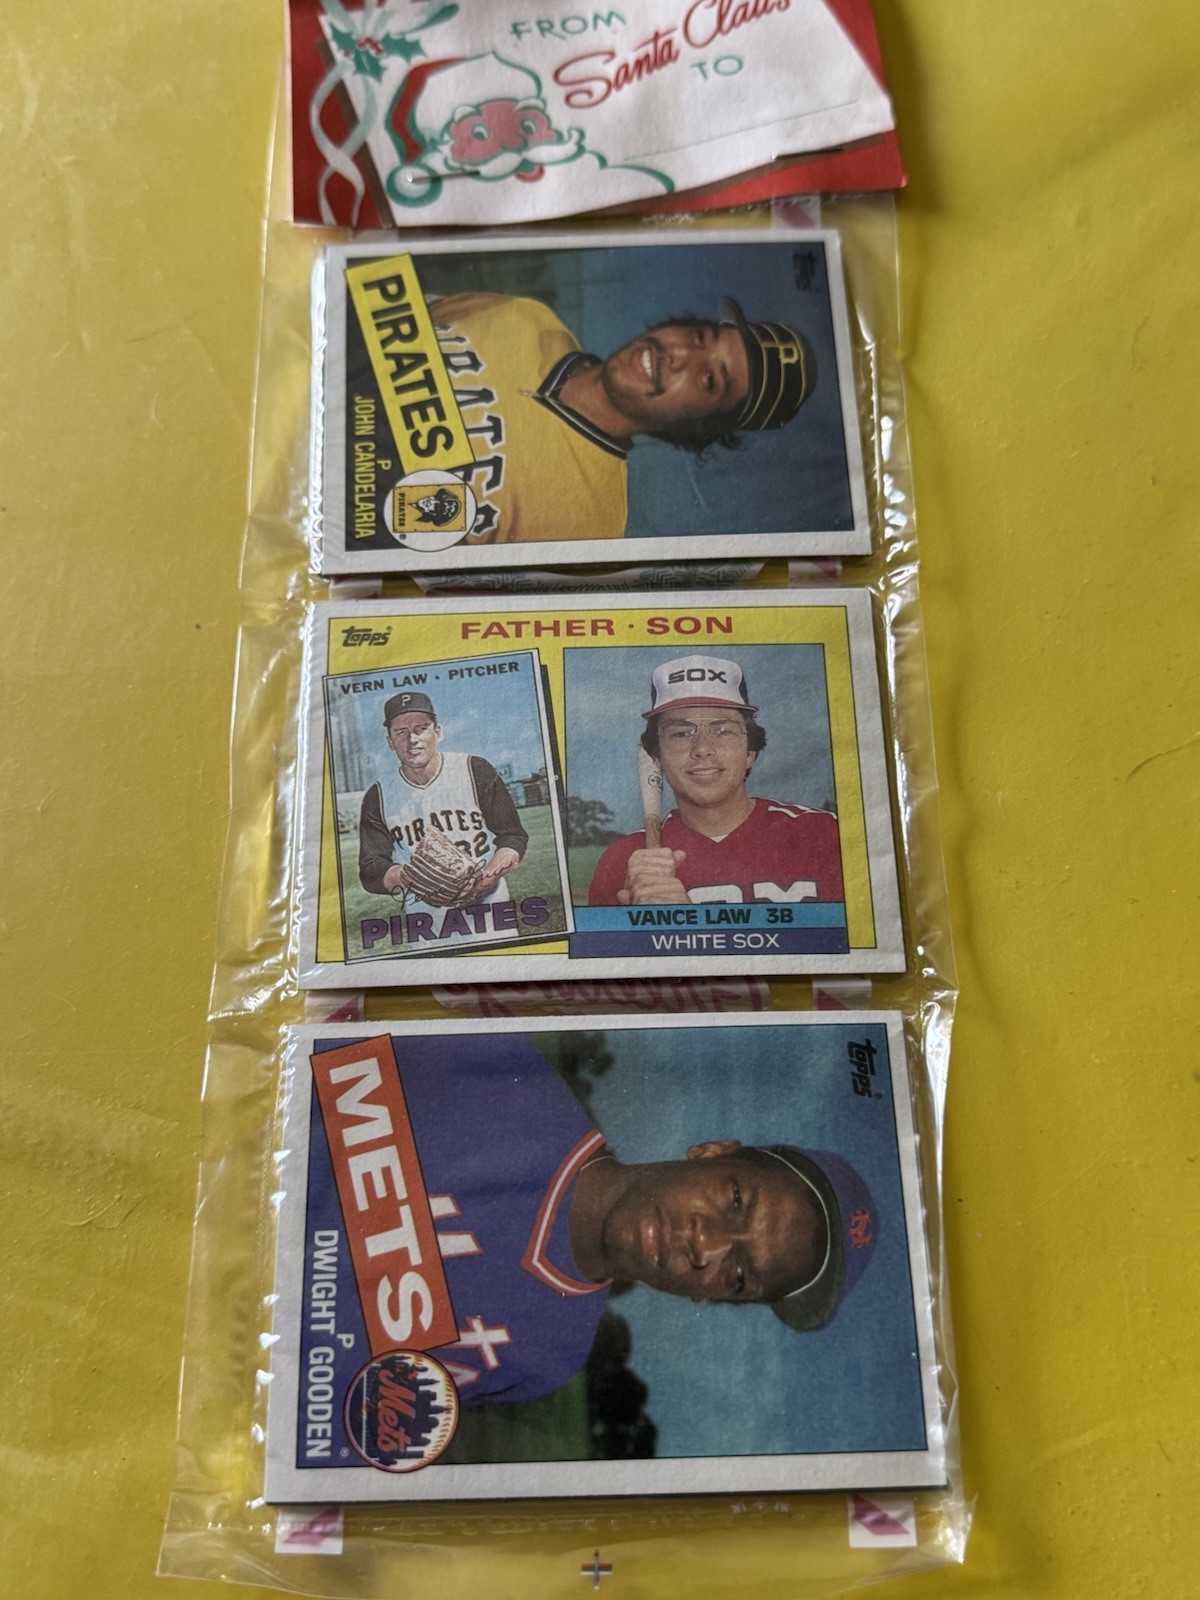 FROM
Santa Claus
TO
Topps
PIRATES
P
JOHN CANDELARIA
PIRATES
P
PIRATES
Topps
FATHER · SON
VERN LAW · PITCHER
P
PIRATES
32
PIRATES
SOX
VANCE LAW 3B
WHITE SOX
Topps
METS
P
DWIGHT GOODEN
Mets